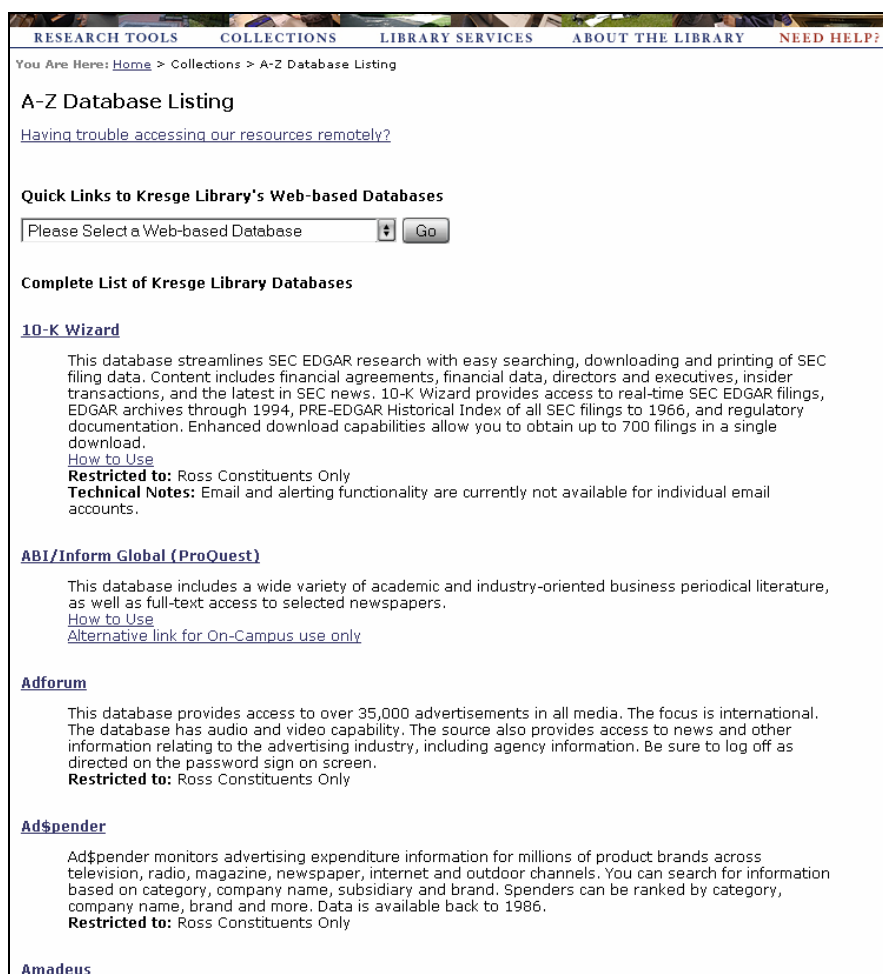 RESEARCH TOOLS COLLECTIONS LIBRARY SERVICES ABOUT THE LIBRARY NEED HELP?
You Are Here: Home > Collections > A-Z Database Listing
A-Z Database Listing
Having trouble accessing our resources remotely?
Quick Links to Kresge Library's Web-based Databases
Please Select a Web-based Database Go
Complete List of Kresge Library Databases
10-K Wizard
This database streamlines SEC EDGAR research with easy searching, downloading and printing of SEC
filing data. Content includes financial agreements, financial data, directors and executives, insider
transactions, and the latest in SEC news. 10-K Wizard provides access to real-time SEC EDGAR filings,
EDGAR archives through 1994, PRE-EDGAR Historical Index of all SEC filings to 1966, and regulatory
documentation. Enhanced download capabilities allow you to obtain up to 700 filings in a single
download.
How to Use
Restricted to: Ross Constituents Only
Technical Notes: Email and alerting functionality are currently not available for individual email
accounts.
ABI/Inform Global (ProQuest)
This database includes a wide variety of academic and industry-oriented business periodical literature,
as well as full-text access to selected newspapers.
How to Use
Alternative link for On-Campus use only
Adforum
This database provides access to over 35,000 advertisements in all media. The focus is international.
The database has audio and video capability. The source also provides access to news and other
information relating to the advertising industry, including agency information. Be sure to log off as
directed on the password sign on screen.
Restricted to: Ross Constituents Only
Ad$pender
Ad$pender monitors advertising expenditure information for millions of product brands across
television, radio, magazine, newspaper, internet and outdoor channels. You can search for information
based on category, company name, subsidiary and brand. Spenders can be ranked by category,
company name, brand and more. Data is available back to 1986.
Restricted to: Ross Constituents Only
Amadeus